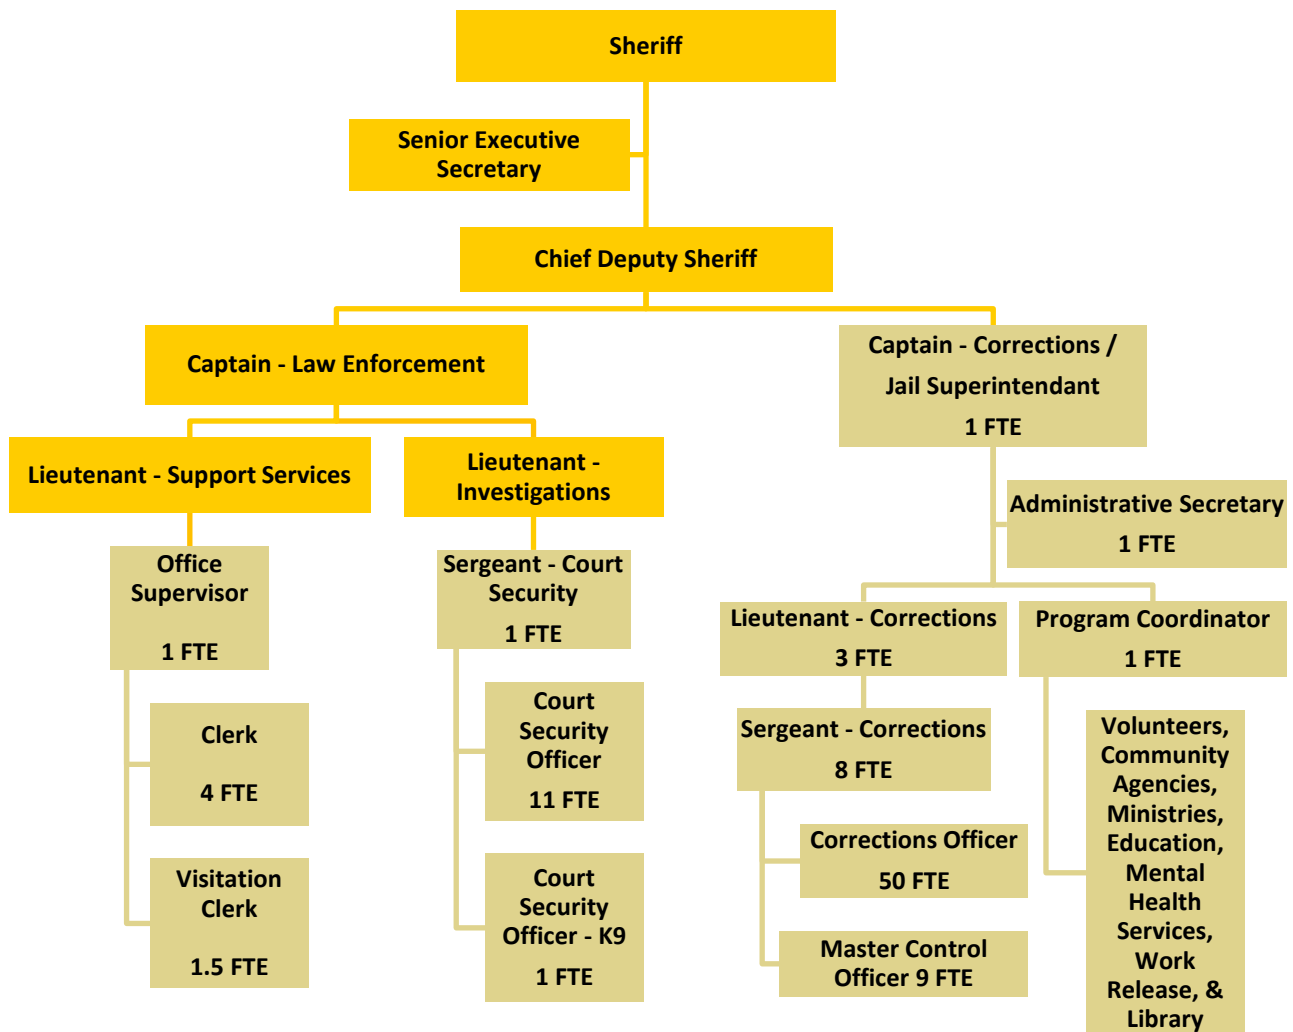 Sheriff
Senior Executive
Secretary
Chief Deputy Sheriff
Captain - Law Enforcement
Captain - Corrections /
Jail Superintendant
1 FTE
Lieutenant - Support Services
Lieutenant -
Investigations
Administrative Secretary
1 FTE
Office
Supervisor
1 FTE
Sergeant - Court
Security
1 FTE
Lieutenant - Corrections
3 FTE
Program Coordinator
1 FTE
Clerk
4 FTE
Court
Security
Officer
11 FTE
Sergeant - Corrections
8 FTE
Volunteers,
Community
Agencies,
Ministries,
Education,
Mental
Health
Services,
Work
Release, &
Library
Visitation
Clerk
1.5 FTE
Court
Security
Officer - K9
1 FTE
Corrections Officer
50 FTE
Master Control
Officer 9 FTE